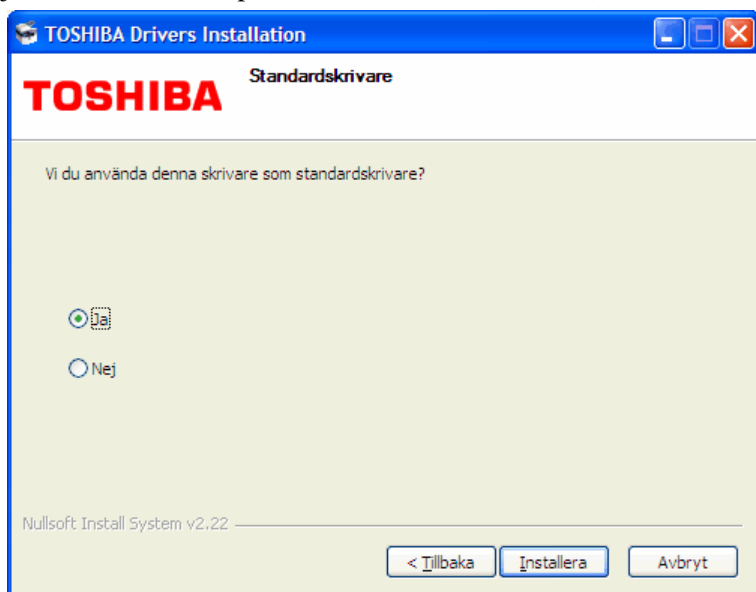 TOSHIBA Drivers Installation
TOSHIBA
Standardskrivare
Vi du använda denna skrivare som standardskrivare?
Ja
Nej
Nullsoft Install System v2.22
< Tillbaka
Installera
Avbryt